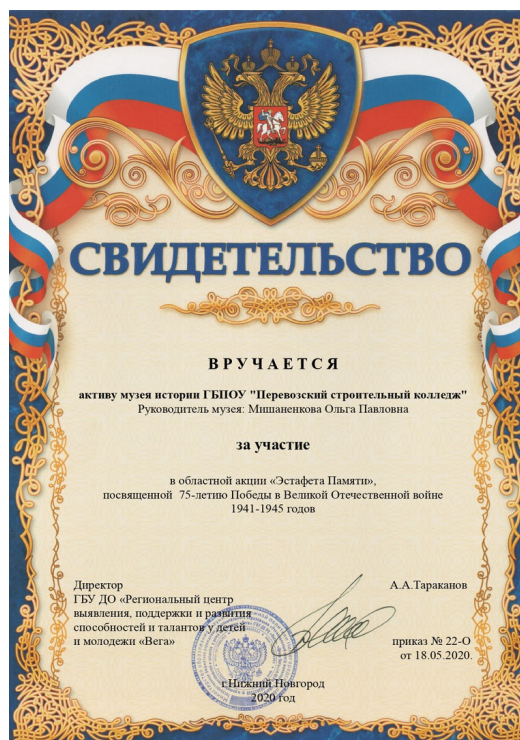 СВИДЕТЕЛЬСТВО
ВРУЧАЕТСЯ
активу музея истории ГБПОУ "Перевозский строительный колледж"
Руководитель музея: Мишаненкова Ольга Павловна
за участие
в областной акции «Эстафета Памяти»,
посвященной 75-летию Победы в Великой Отечественной войне
1941-1945 годов
Директор А.А.Тараканов
ГБУ ДО «Региональный центр
выявления, поддержки и развития
способностей и талантов у детей
и молодежи «Вега» приказ № 22-О
от 18.05.2020.
г.Нижний Новгород
2020 год